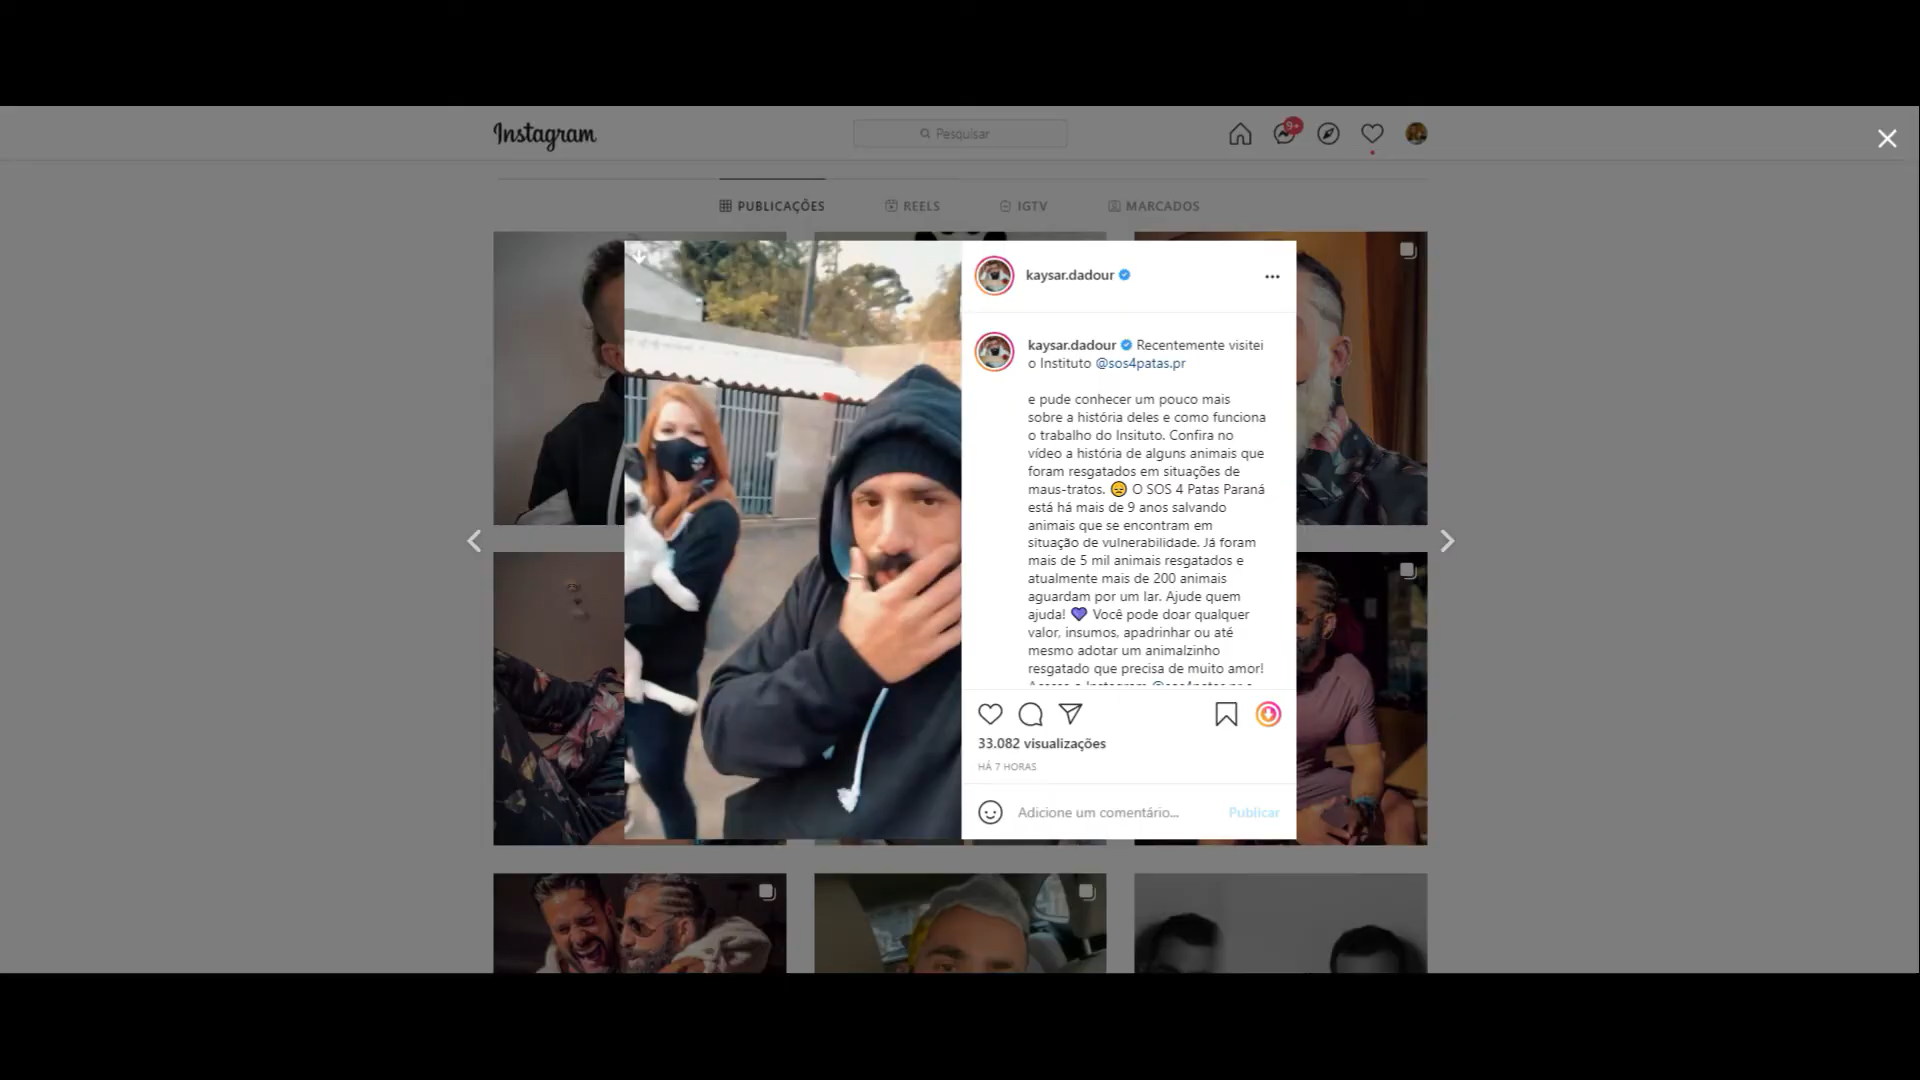 Instagram
Pesquisar
9+
PUBLICAÇÕES
REELS
IGTV
MARCADOS
kaysar.dadour
kaysar.dadour Recentemente visitei
o Instituto @sos4patas.pr
e pude conhecer um pouco mais
sobre a história deles e como funciona
o trabalho do Insituto. Confira no
vídeo a história de alguns animais que
foram resgatados em situações de
maus-tratos. 😞 O SOS 4 Patas Paraná
está há mais de 9 anos salvando
animais que se encontram em
situação de vulnerabilidade. Já foram
mais de 5 mil animais resgatados e
atualmente mais de 200 animais
aguardam por um lar. Ajude quem
ajuda! 💜 Você pode doar qualquer
valor, insumos, apadrinhar ou até
mesmo adotar um animalzinho
resgatado que precisa de muito amor!
33.082 visualizações
HÁ 7 HORAS
Adicione um comentário...
Publicar